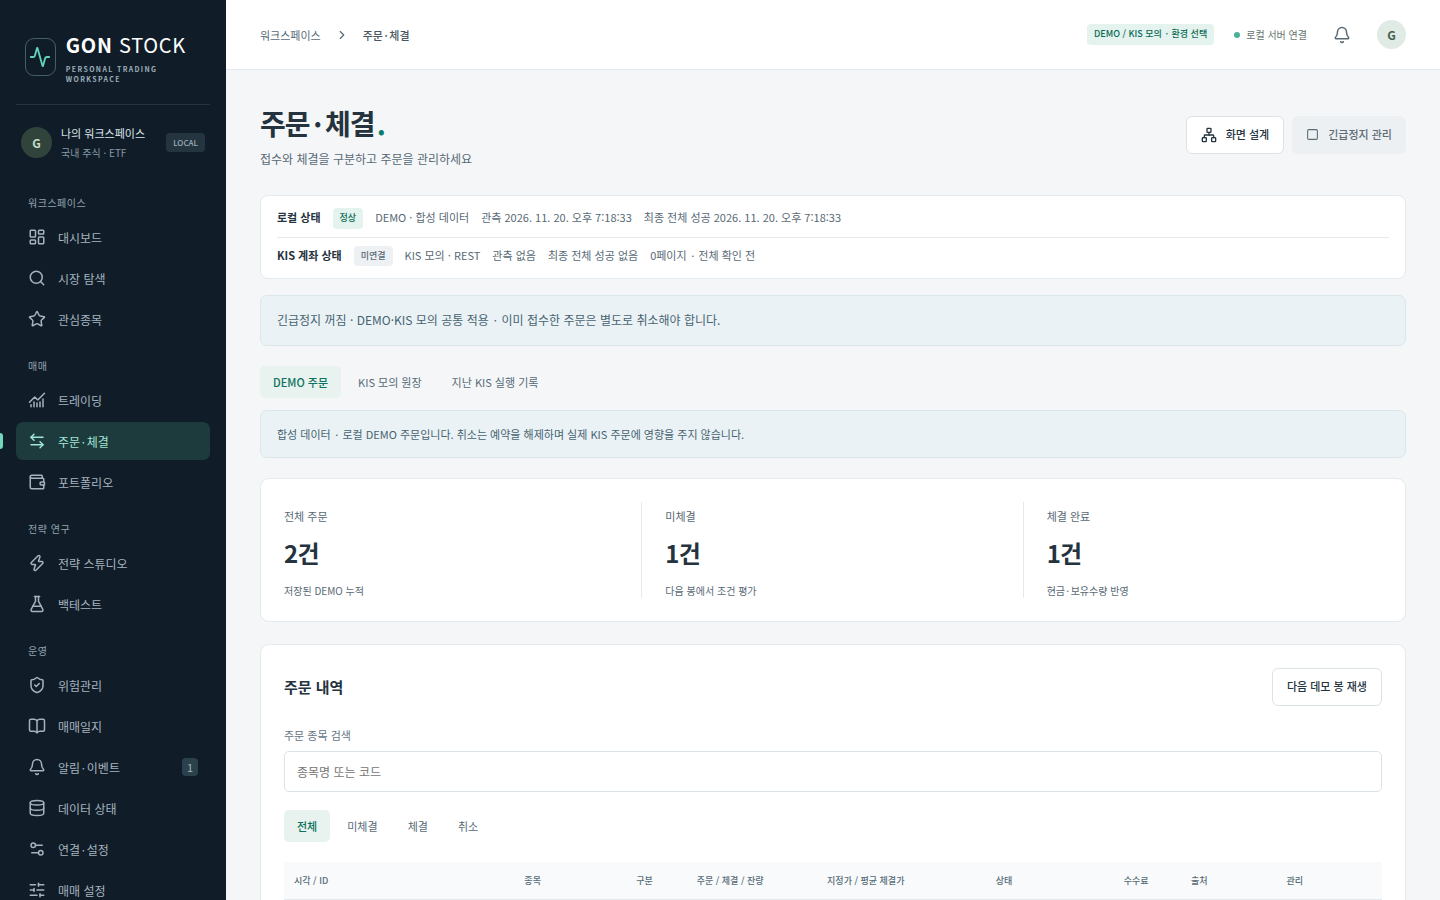 GON STOCK
PERSONAL TRADING
WORKSPACE
G
나의 워크스페이스
국내 주식 · ETF
LOCAL
워크스페이스
대시보드
시장 탐색
관심종목
매매
트레이딩
주문·체결
포트폴리오
전략 연구
전략 스튜디오
백테스트
운영
위험관리
매매일지
알림·이벤트
1
데이터 상태
연결·설정
매매 설정
워크스페이스 > 주문·체결
DEMO / KIS 모의 · 환경 선택
로컬 서버 연결
G
주문·체결.
접수와 체결을 구분하고 주문을 관리하세요
화면 설계
긴급정지 관리
로컬 상태 정상 DEMO · 합성 데이터 관측 2026. 11. 20. 오후 7:18:33 최종 전체 성공 2026. 11. 20. 오후 7:18:33
KIS 계좌 상태 미연결 KIS 모의 · REST 관측 없음 최종 전체 성공 없음 0페이지 · 전체 확인 전
긴급정지 꺼짐 · DEMO·KIS 모의 공통 적용 · 이미 접수한 주문은 별도로 취소해야 합니다.
DEMO 주문 KIS 모의 원장 지난 KIS 실행 기록
합성 데이터 · 로컬 DEMO 주문입니다. 취소는 예약을 해제하며 실제 KIS 주문에 영향을 주지 않습니다.
전체 주문
2건
저장된 DEMO 누적
미체결
1건
다음 봉에서 조건 평가
체결 완료
1건
현금·보유수량 반영
주문 내역
다음 데모 봉 재생
주문 종목 검색
종목명 또는 코드
전체 미체결 체결 취소
시각 / ID 종목 구분 주문 / 체결 / 잔량 지정가 / 평균 체결가 상태 수수료 출처 관리